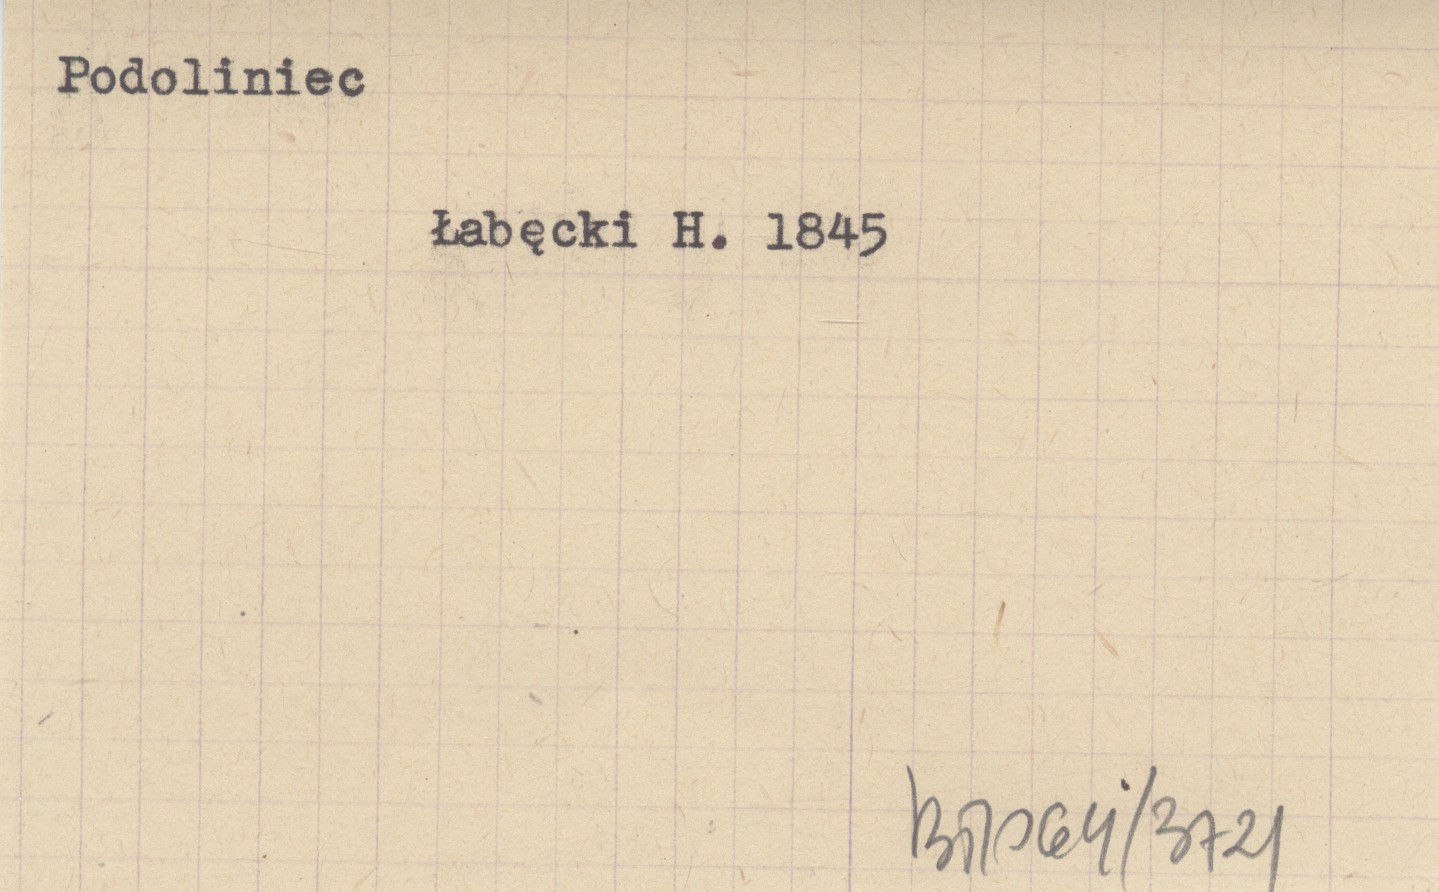 Podoliniec
Łabęcki H. 1845